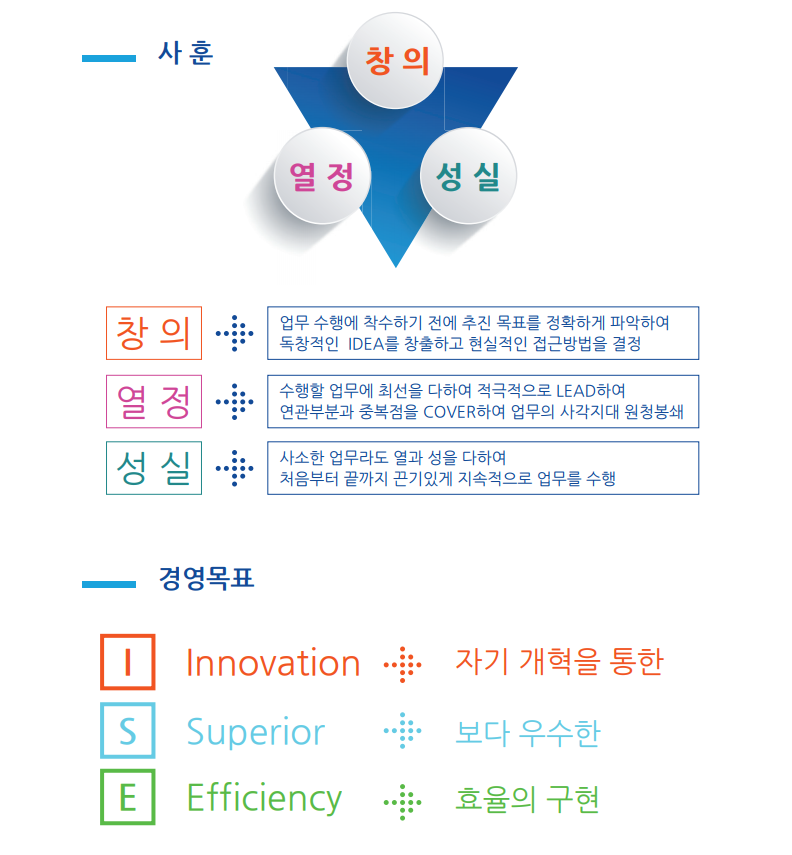 사 훈
창 의
열 정
성 실
창 의
업무 수행에 착수하기 전에 추진 목표를 정확하게 파악하여
독창적인 IDEA를 창출하고 현실적인 접근방법을 결정
열 정
수행할 업무에 최선을 다하여 적극적으로 LEAD하여
연관부분과 중복점을 COVER하여 업무의 사각지대 원청봉쇄
성 실
사소한 업무라도 열과 성을 다하여
처음부터 끝까지 끈기있게 지속적으로 업무를 수행
경영목표
I Innovation 자기 개혁을 통한
S Superior 보다 우수한
E Efficiency 효율의 구현